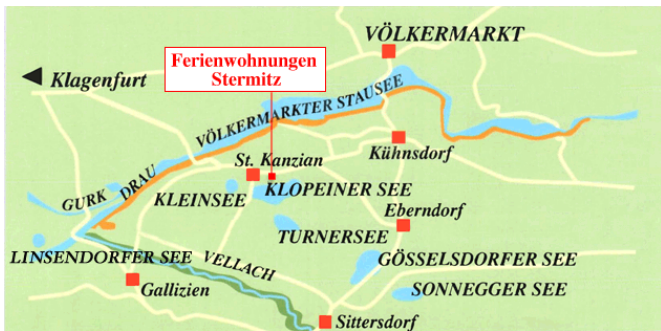 VÖLKERMARKT
Ferienwohnungen
Stermitz
Klagenfurt
VÖLKERMARKTER STAUSEE
Kühnsdorf
St. Kanzian
DRAU
GURK
KLEINSEE
KLOPEINER SEE
Eberndorf
TURNERSEE
VELLACH
LINSENDORFER SEE
GÖSSELSDORFER SEE
Gallizien
SONNEGGER SEE
Sittersdorf